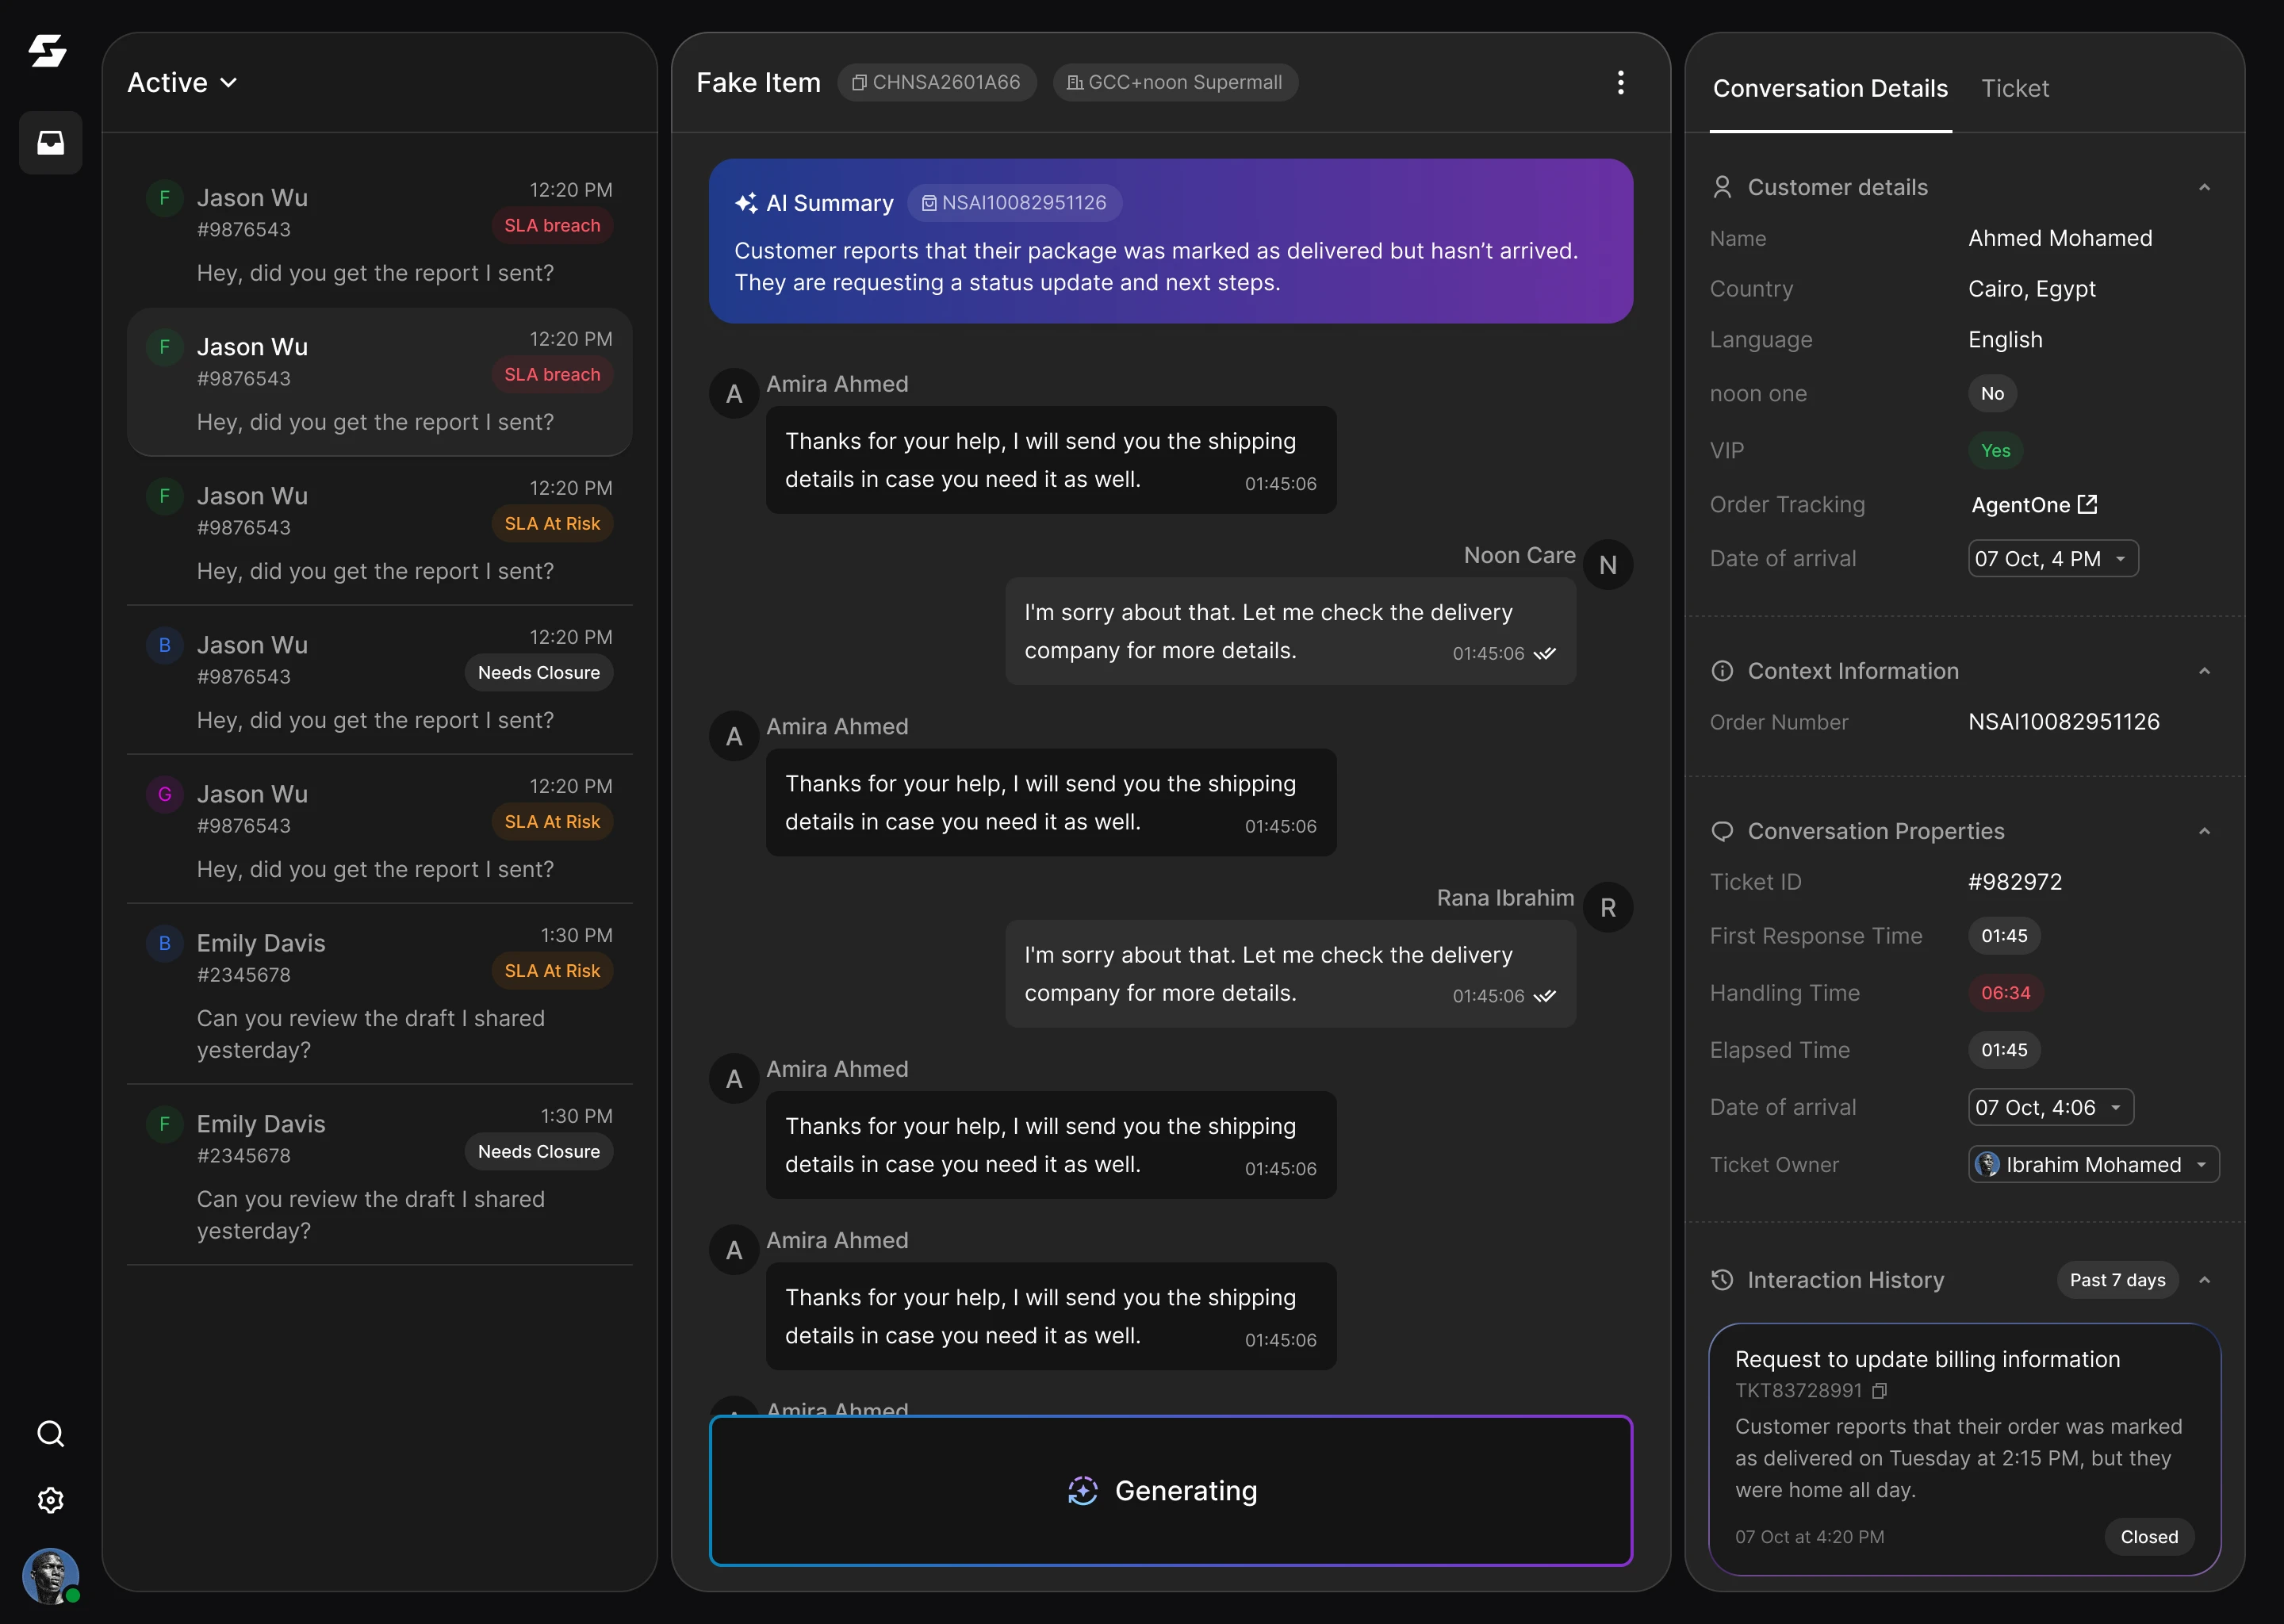 Active
F
Jason Wu
12:20 PM
#9876543
SLA breach
Hey, did you get the report I sent?
F
Jason Wu
12:20 PM
#9876543
SLA breach
Hey, did you get the report I sent?
F
Jason Wu
12:20 PM
#9876543
SLA At Risk
Hey, did you get the report I sent?
B
Jason Wu
12:20 PM
#9876543
Needs Closure
Hey, did you get the report I sent?
G
Jason Wu
12:20 PM
#9876543
SLA At Risk
Hey, did you get the report I sent?
B
Emily Davis
1:30 PM
#2345678
SLA At Risk
Can you review the draft I shared
yesterday?
F
Emily Davis
1:30 PM
#2345678
Needs Closure
Can you review the draft I shared
yesterday?
Fake Item
CHNSA2601A66
GCC+noon Supermall
AI Summary
NSAI10082951126
Customer reports that their package was marked as delivered but hasn’t arrived.
They are requesting a status update and next steps.
A
Amira Ahmed
Thanks for your help, I will send you the shipping
details in case you need it as well.
01:45:06
Noon Care
N
I'm sorry about that. Let me check the delivery
company for more details.
01:45:06
A
Amira Ahmed
Thanks for your help, I will send you the shipping
details in case you need it as well.
01:45:06
Rana Ibrahim
R
I'm sorry about that. Let me check the delivery
company for more details.
01:45:06
A
Amira Ahmed
Thanks for your help, I will send you the shipping
details in case you need it as well.
01:45:06
A
Amira Ahmed
Thanks for your help, I will send you the shipping
details in case you need it as well.
01:45:06
Amira Ahmed
Generating
Conversation Details
Ticket
Customer details
Name
Ahmed Mohamed
Country
Cairo, Egypt
Language
English
noon one
No
VIP
Yes
Order Tracking
AgentOne
Date of arrival
07 Oct, 4 PM
Context Information
Order Number
NSAI10082951126
Conversation Properties
Ticket ID
#982972
First Response Time
01:45
Handling Time
06:34
Elapsed Time
01:45
Date of arrival
07 Oct, 4:06
Ticket Owner
Ibrahim Mohamed
Interaction History
Past 7 days
Request to update billing information
TKT83728991
Customer reports that their order was marked
as delivered on Tuesday at 2:15 PM, but they
were home all day.
07 Oct at 4:20 PM
Closed